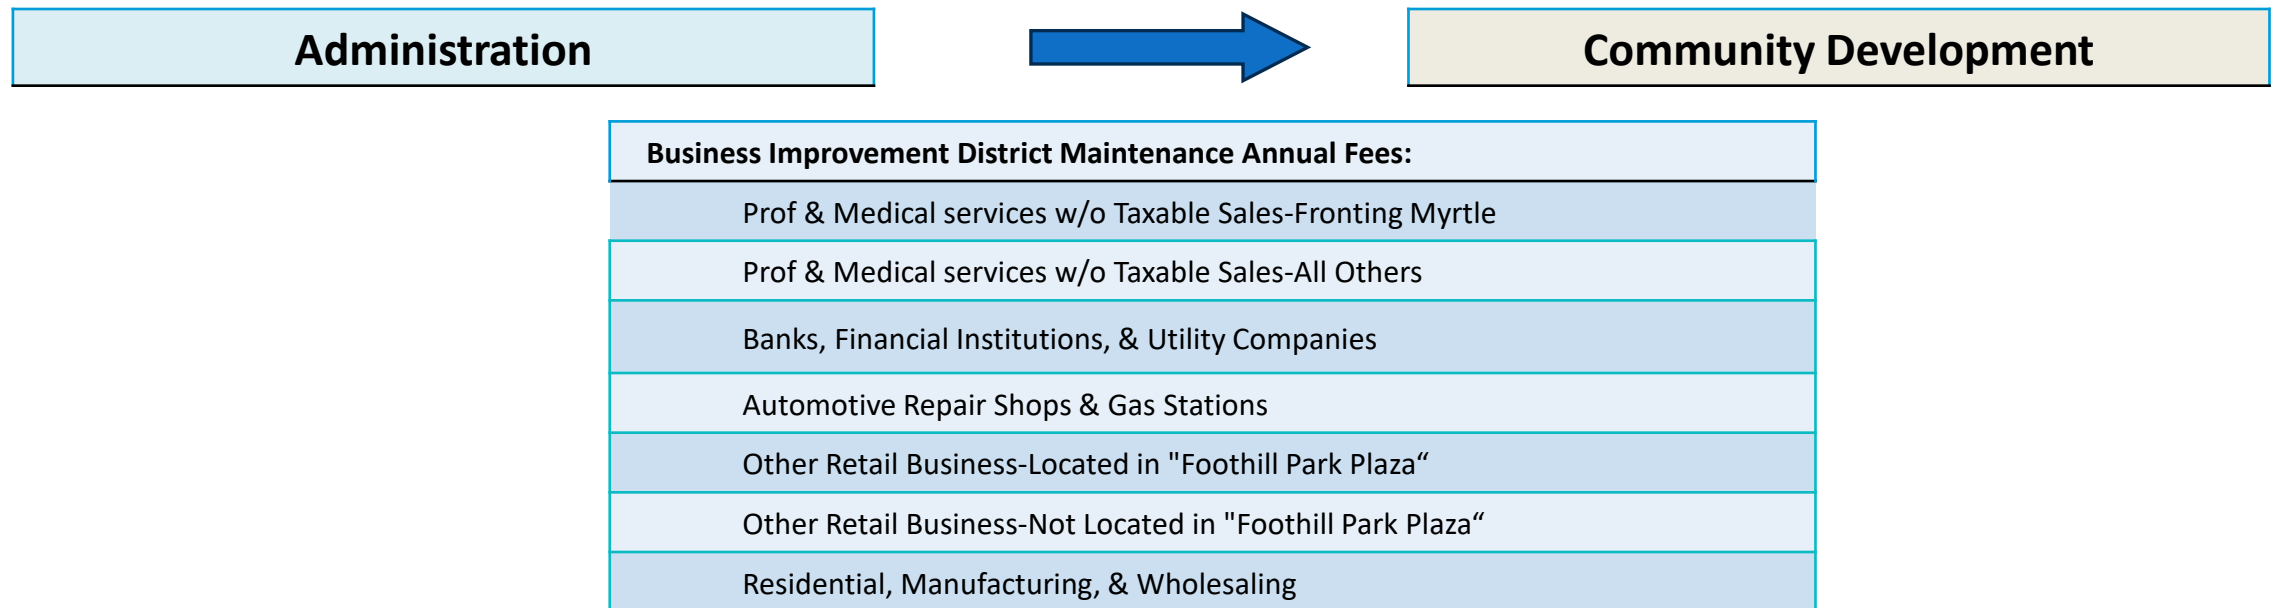 Administration
Community Development
Business Improvement District Maintenance Annual Fees:
Prof & Medical services w/o Taxable Sales-Fronting Myrtle
Prof & Medical services w/o Taxable Sales-All Others
Banks, Financial Institutions, & Utility Companies
Automotive Repair Shops & Gas Stations
Other Retail Business-Located in "Foothill Park Plaza“
Other Retail Business-Not Located in "Foothill Park Plaza“
Residential, Manufacturing, & Wholesaling